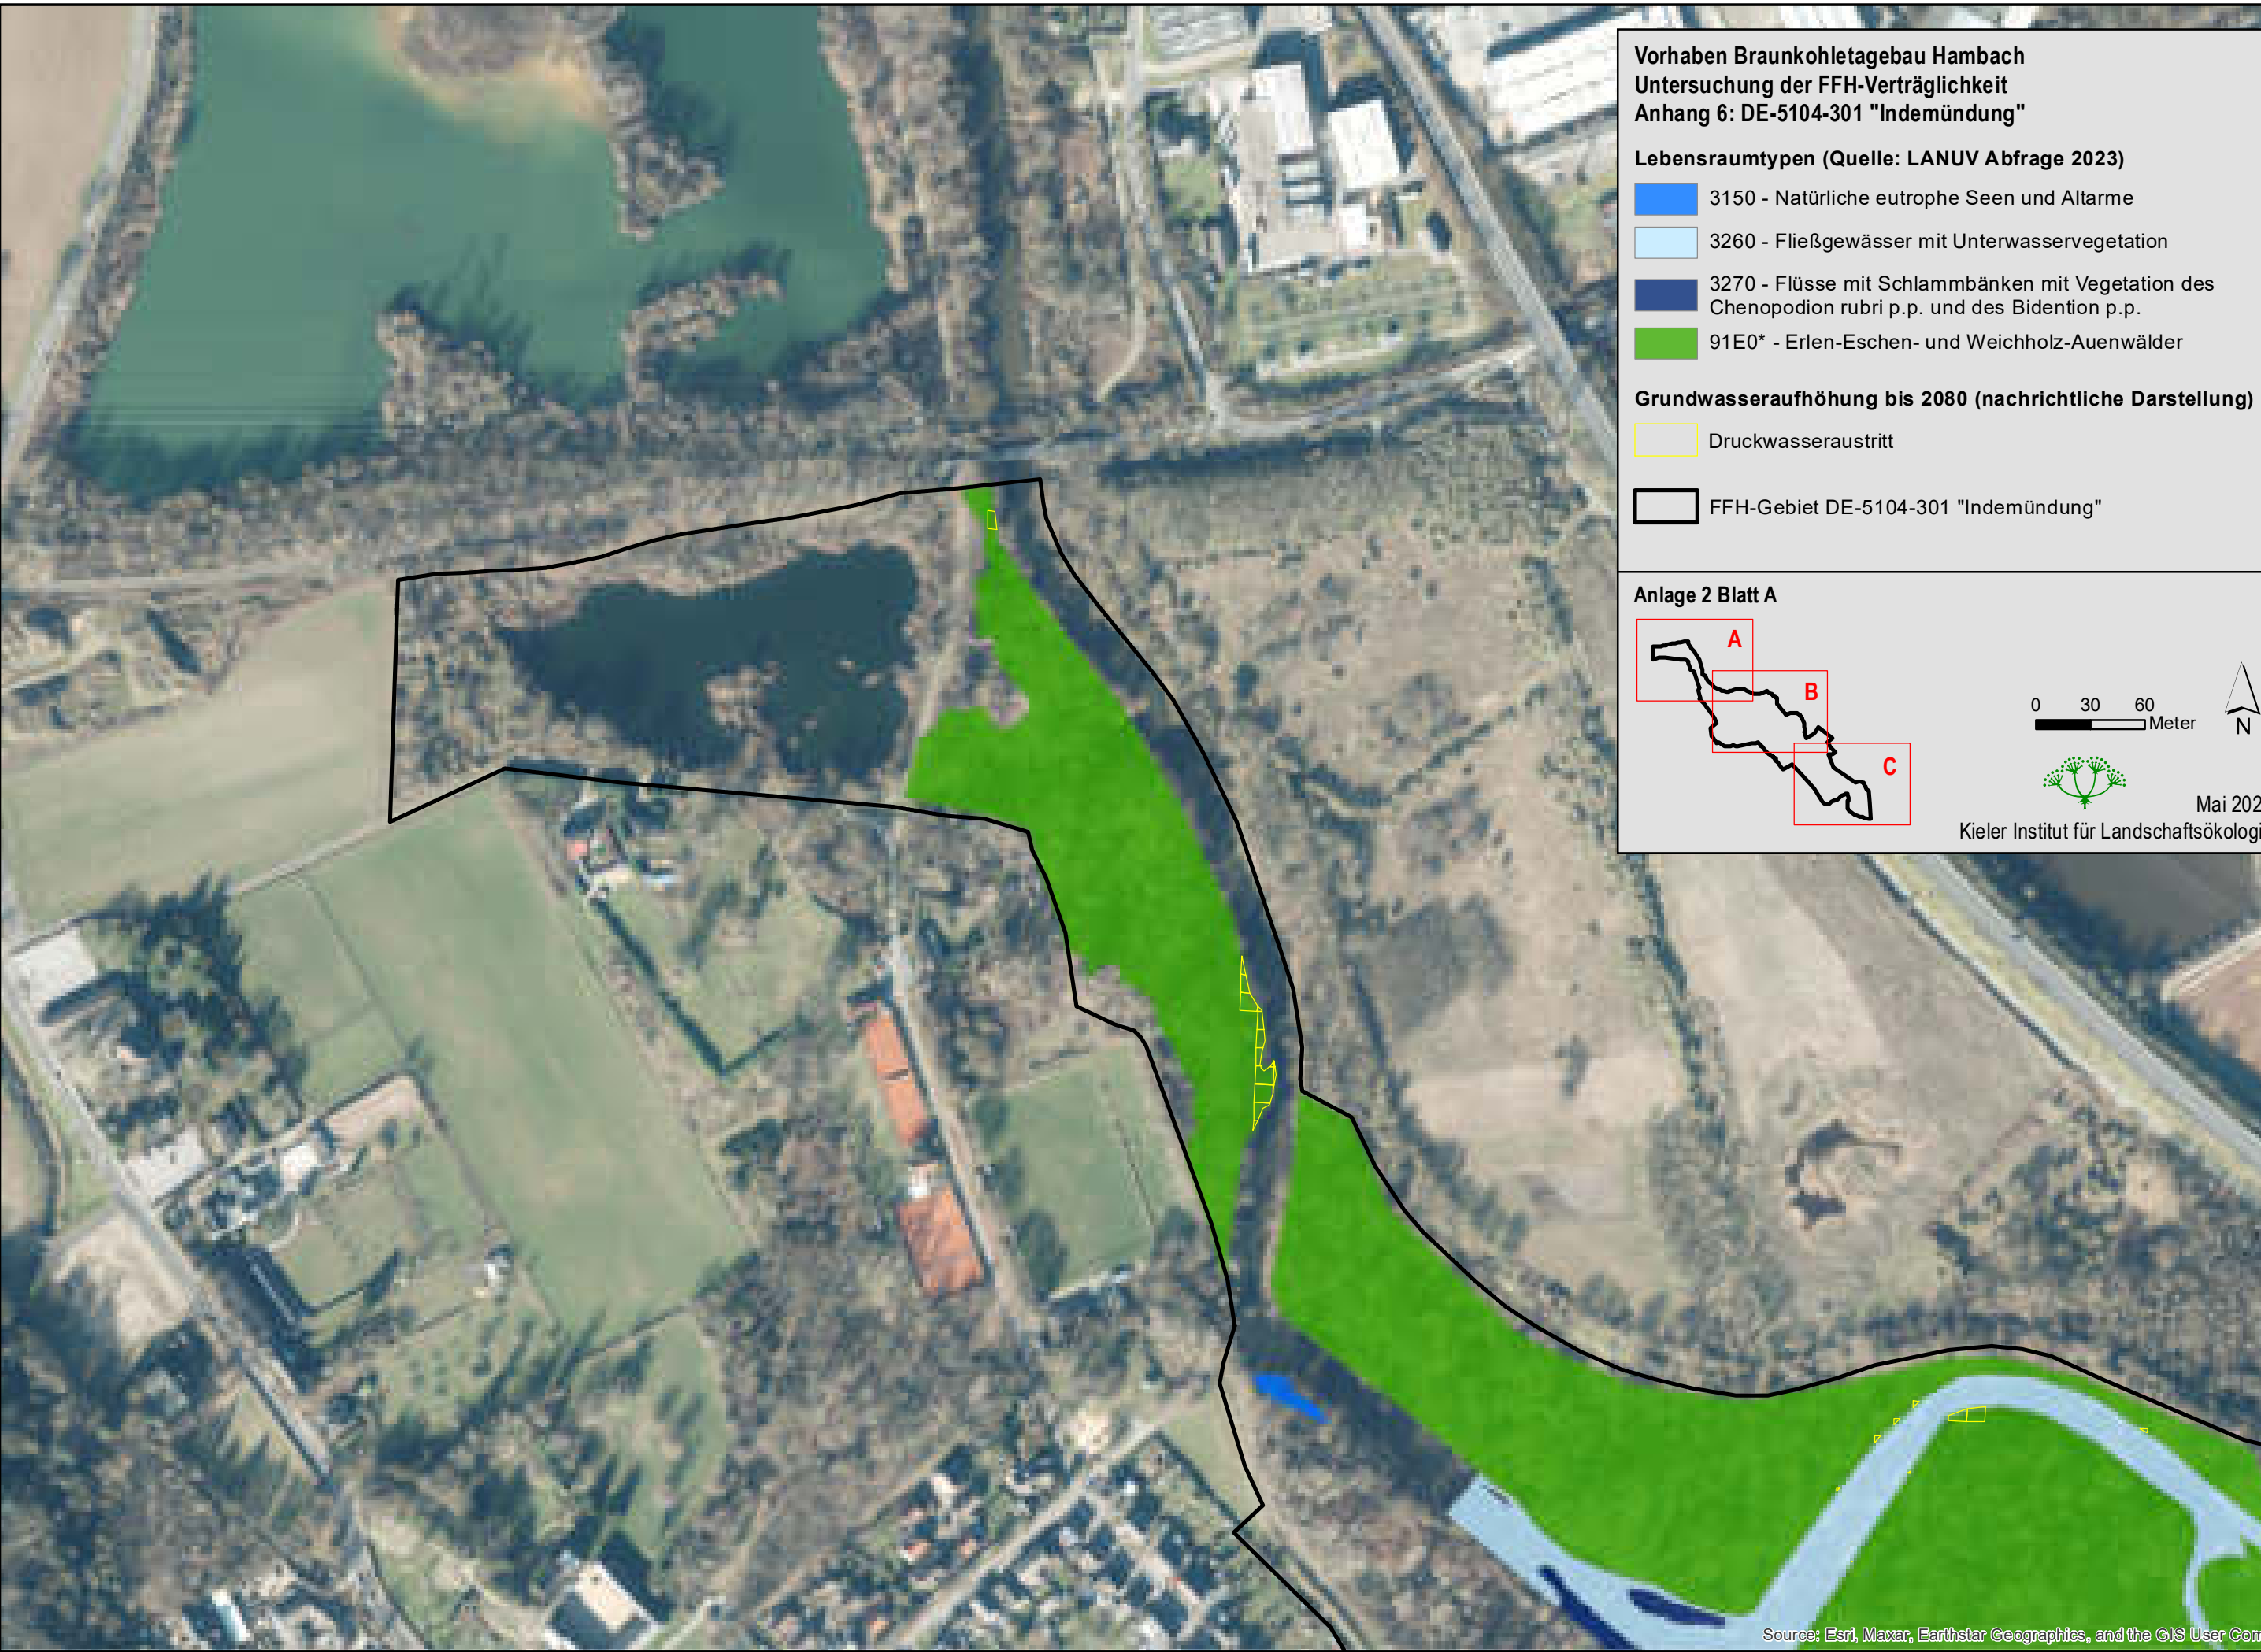 Vorhaben Braunkohletagebau Hambach
Untersuchung der FFH-Verträglichkeit
Anhang 6: DE-5104-301 "Indemündung"
Lebensraumtypen (Quelle: LANUV Abfrage 2023)
3150 - Natürliche eutrophe Seen und Altarme
3260 - Fließgewässer mit Unterwasservegetation
3270 - Flüsse mit Schlammbänken mit Vegetation des
Chenopodion rubri p.p. und des Bidention p.p.
91E0* - Erlen-Eschen- und Weichholz-Auenwälder
Grundwasseraufhöhung bis 2080 (nachrichtliche Darstellung)
Druckwasseraustritt
FFH-Gebiet DE-5104-301 "Indemündung"
Anlage 2 Blatt A
A
B
C
0 30 60
Meter
N
Mai 202
Kieler Institut für Landschaftsökologi
Source: Esri, Maxar, Earthstar Geographics, and the GIS User Com